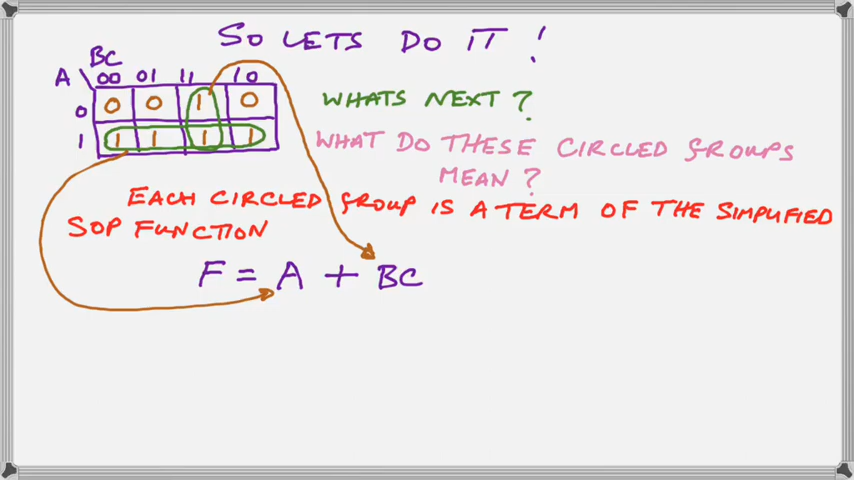 SO LETS DO IT !
BC
A \ 00 01 11 10
0 0 0 1 0
1 1 1 1 1
WHATS NEXT ?
WHAT DO THESE CIRCLED GROUPS
MEAN ?
EACH CIRCLED GROUP IS A TERM OF THE SIMPLIFIED
SOP FUNCTION
F = A + BC